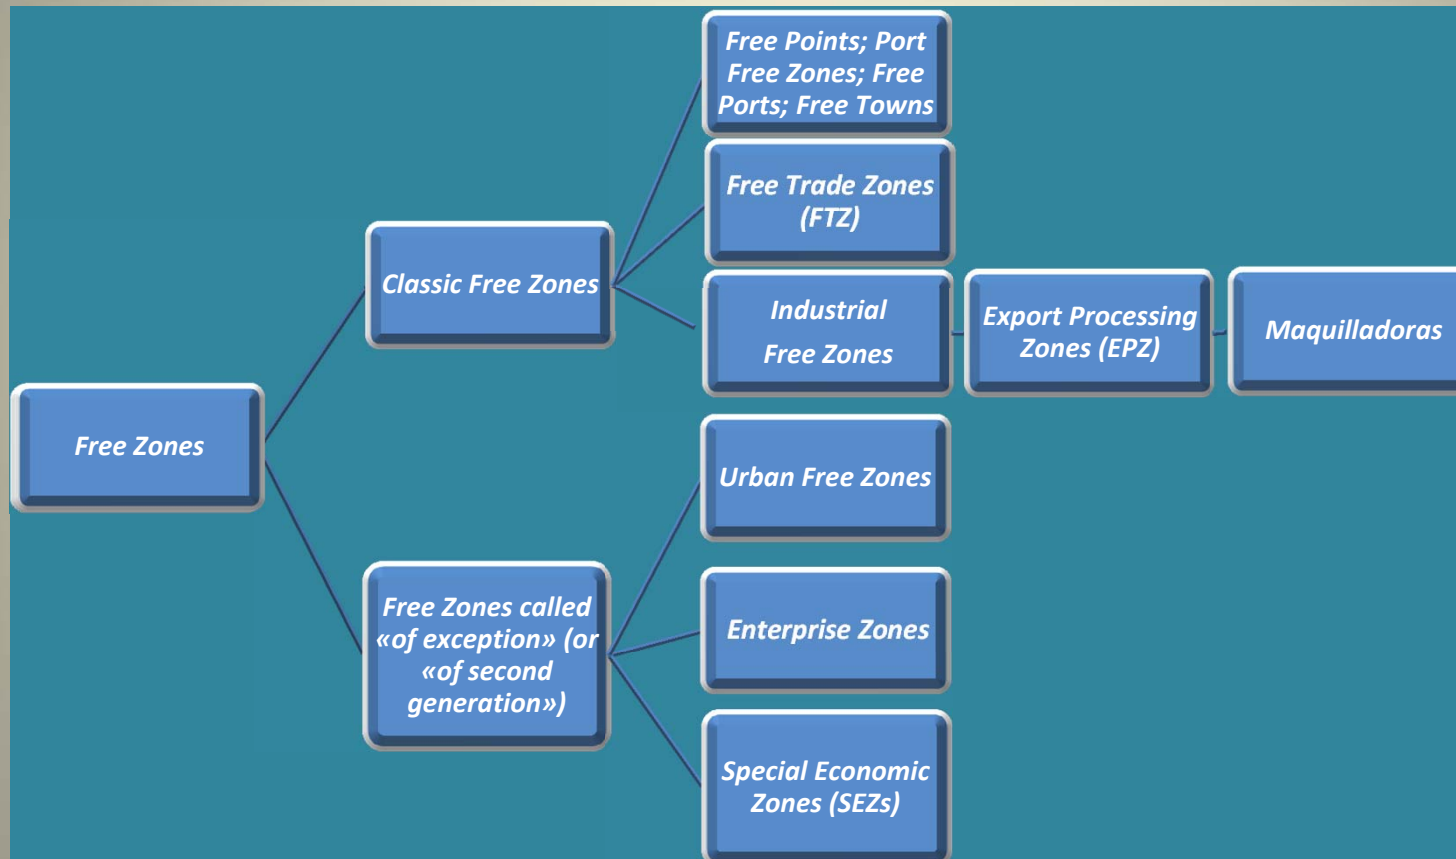 Free Points; Port
Free Zones; Free
Ports; Free Towns
Free Trade Zones
(FTZ)
Classic Free Zones
Industrial
Free Zones
Export Processing
Zones (EPZ)
Maquilladoras
Free Zones
Urban Free Zones
Free Zones called
«of exception» (or
«of second
generation»)
Enterprise Zones
Special Economic
Zones (SEZs)